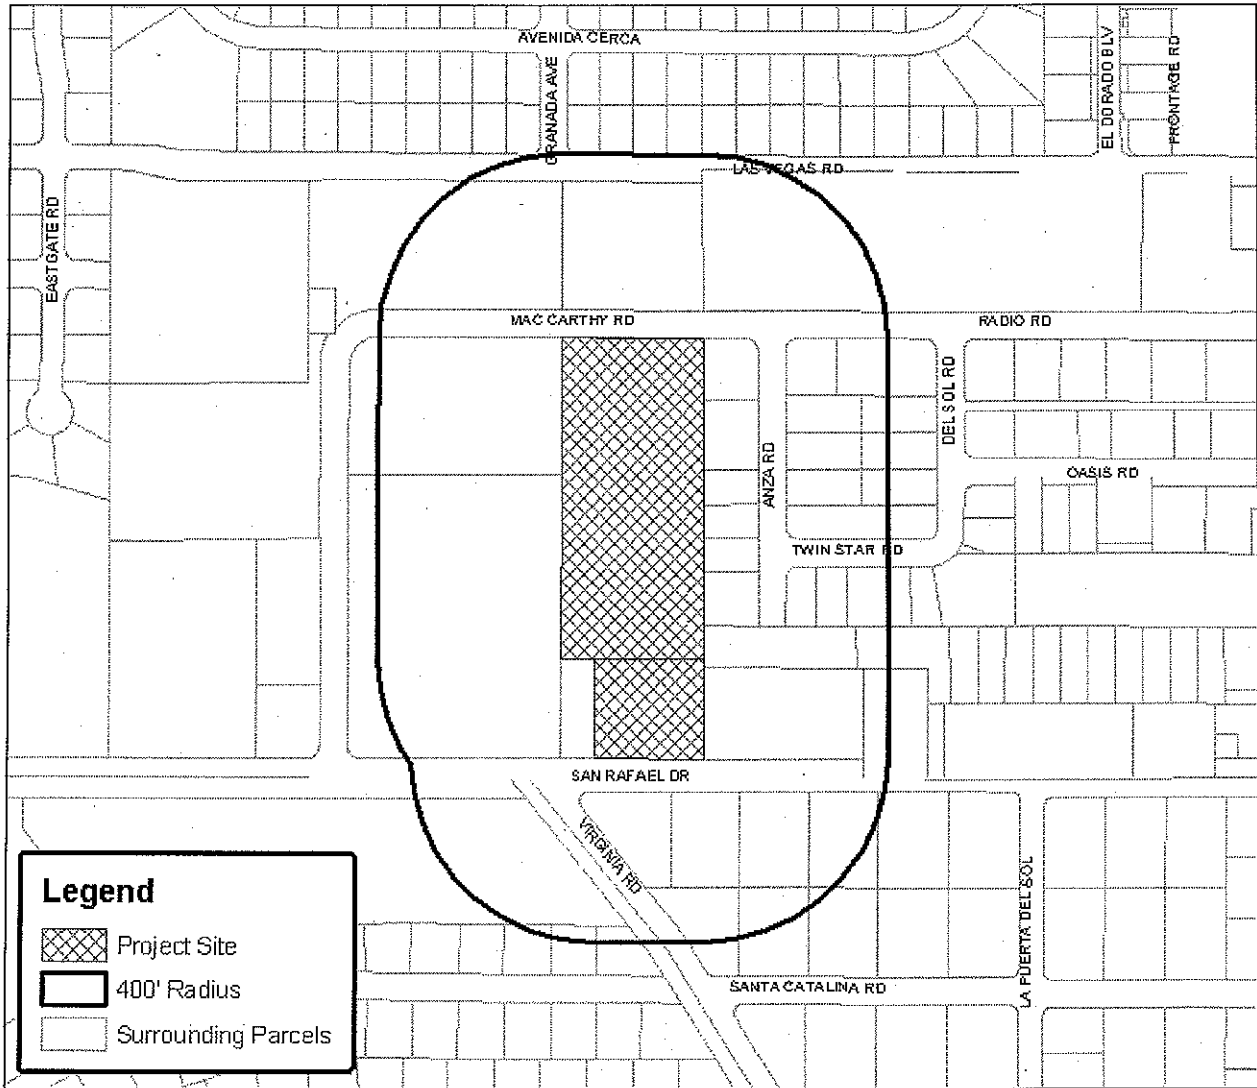 AVENIDA CERCA
GRANADA AVE
EL DORADO BLV
FRONTAGE RD
LAS VEGAS RD
EASTGATE RD
MAC CARTHY RD
RADIO RD
DEL SOL RD
ANZA RD
OASIS RD
TWIN STAR RD
SAN RAFAEL DR
VIRGINIA RD
LA PUERTA DEL SOL
SANTA CATALINA RD
Legend
Project Site
400' Radius
Surrounding Parcels